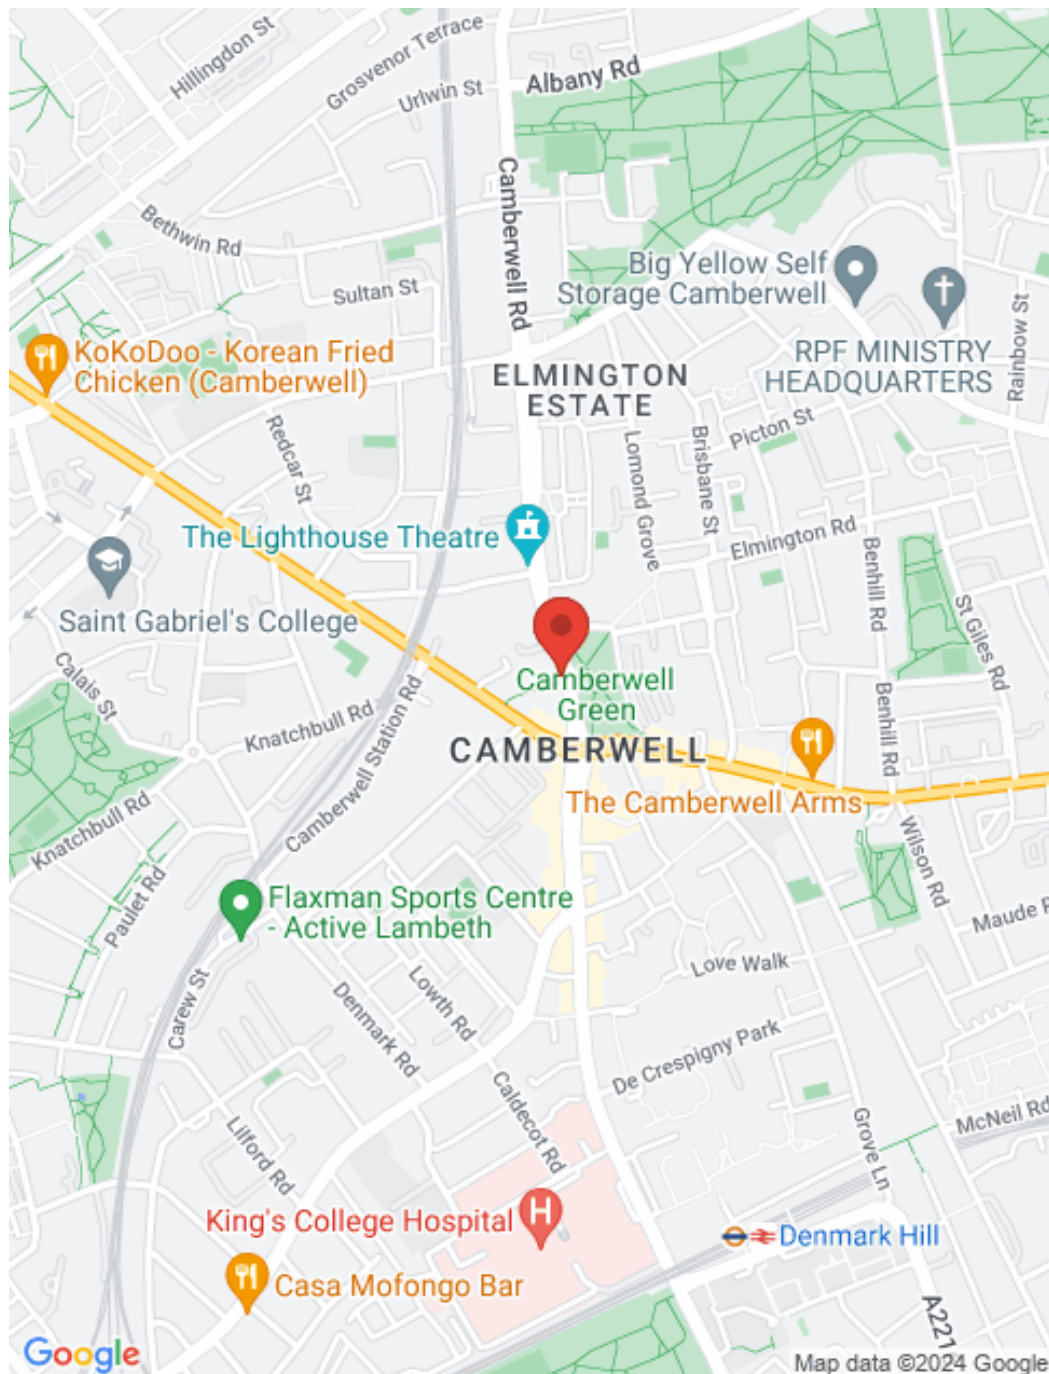 Hillingdon St
Grosvenor Terrace
Urlwin St
Albany Rd
Camberwell Rd
Bethwin Rd
Sultan St
Big Yellow Self
Storage Camberwell
RPF MINISTRY
HEADQUARTERS
Rainbow St
KoKoDoo - Korean Fried
Chicken (Camberwell)
ELMINGTON
ESTATE
Redcar St
Lomond Grove
Brisbane St
Picton St
The Lighthouse Theatre
Elmington Rd
Benhill Rd
St Giles Rd
Saint Gabriel's College
Calais St
Camberwell
Green
Knatchbull Rd
Camberwell Station Rd
CAMBERWELL
Benhill Rd
The Camberwell Arms
Knatchbull Rd
Wilson Rd
Paulet Rd
Flaxman Sports Centre
- Active Lambeth
Maude R
Love Walk
Carew St
Denmark Rd
Lowth Rd
De Crespigny Park
Caldecot Rd
McNeil Rd
Grove Ln
Lilford Rd
King's College Hospital
H
Denmark Hill
Casa Mofongo Bar
A221
Google
Map data ©2024 Google